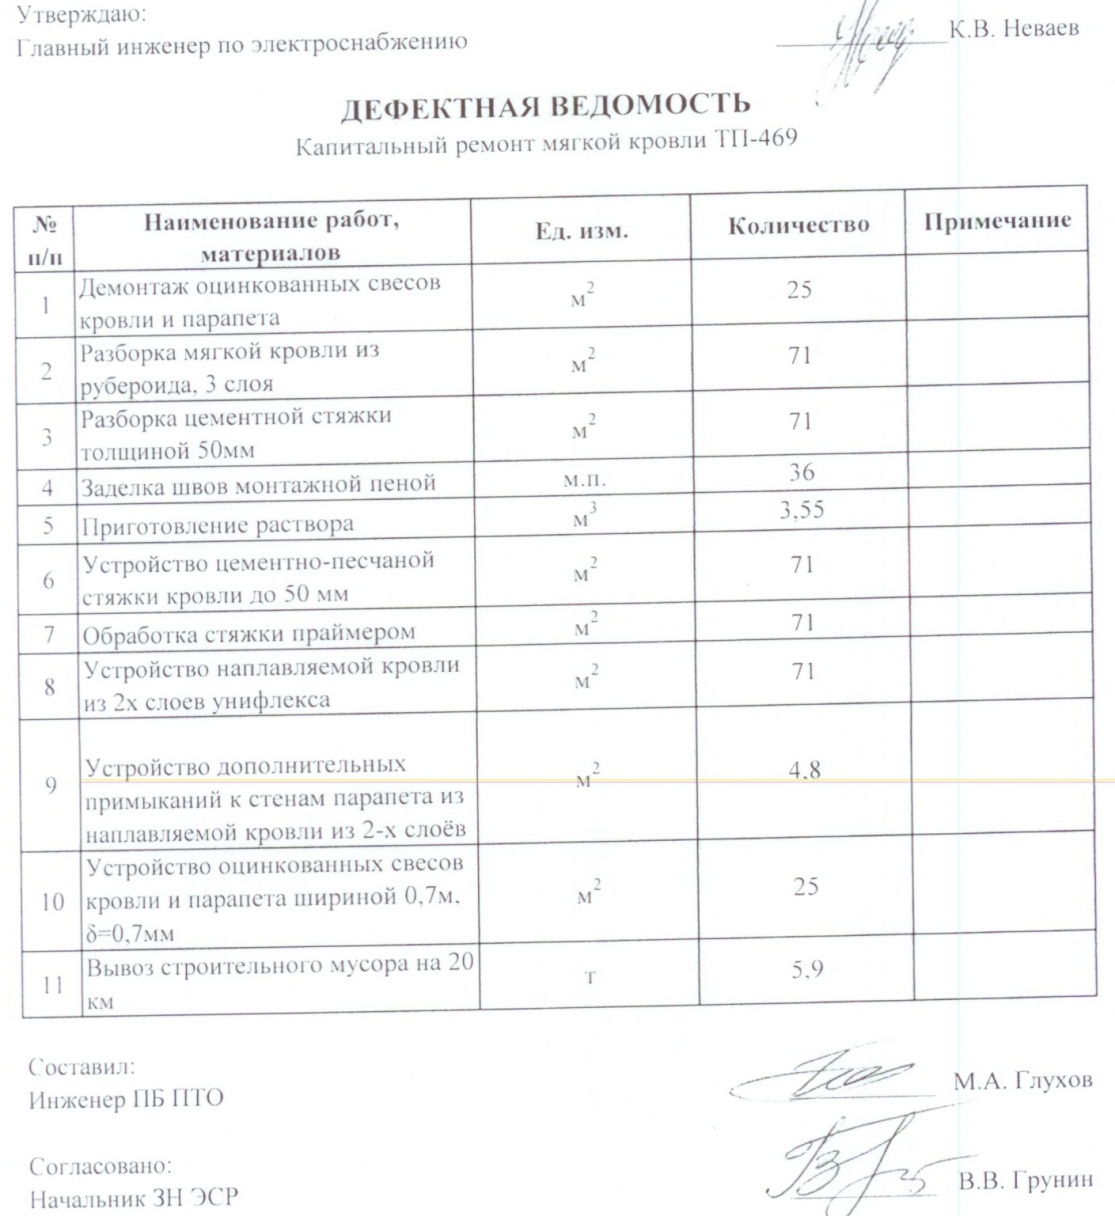 Утверждаю:
Главный инженер по электроснабжению
К.В. Неваев
ДЕФЕКТНАЯ ВЕДОМОСТЬ
Капитальный ремонт мягкой кровли ТП-469
№ п/п
Наименование работ, материалов
Ед. изм.
Количество
Примечание
1
Демонтаж оцинкованных свесов
кровли и парапета
м²
25
2
Разборка мягкой кровли из
рубероида, 3 слоя
м²
71
3
Разборка цементной стяжки
толщиной 50мм
м²
71
4
Заделка швов монтажной пеной
м.п.
36
5
Приготовление раствора
м³
3,55
6
Устройство цементно-песчаной
стяжки кровли до 50 мм
м²
71
7
Обработка стяжки праймером
м²
71
8
Устройство наплавляемой кровли
из 2х слоев унифлекса
м²
71
9
Устройство дополнительных
примыканий к стенам парапета из
наплавляемой кровли из 2-х слоёв
м²
4,8
10
Устройство оцинкованных свесов
кровли и парапета шириной 0,7м,
δ=0,7мм
м²
25
11
Вывоз строительного мусора на 20
км
т
5,9
Составил:
Инженер ПБ ПТО
М.А. Глухов
Согласовано:
Начальник ЗН ЭСР
В.В. Грунин